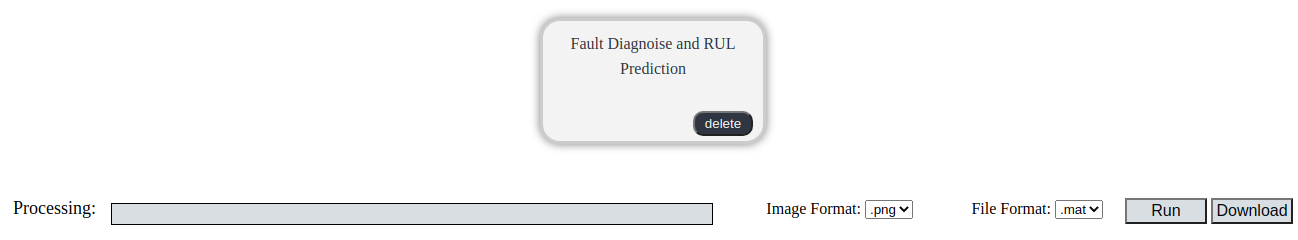 Fault Diagnoise and RUL
Prediction
delete
Processing:
Image Format: .png
File Format: .mat
Run
Download